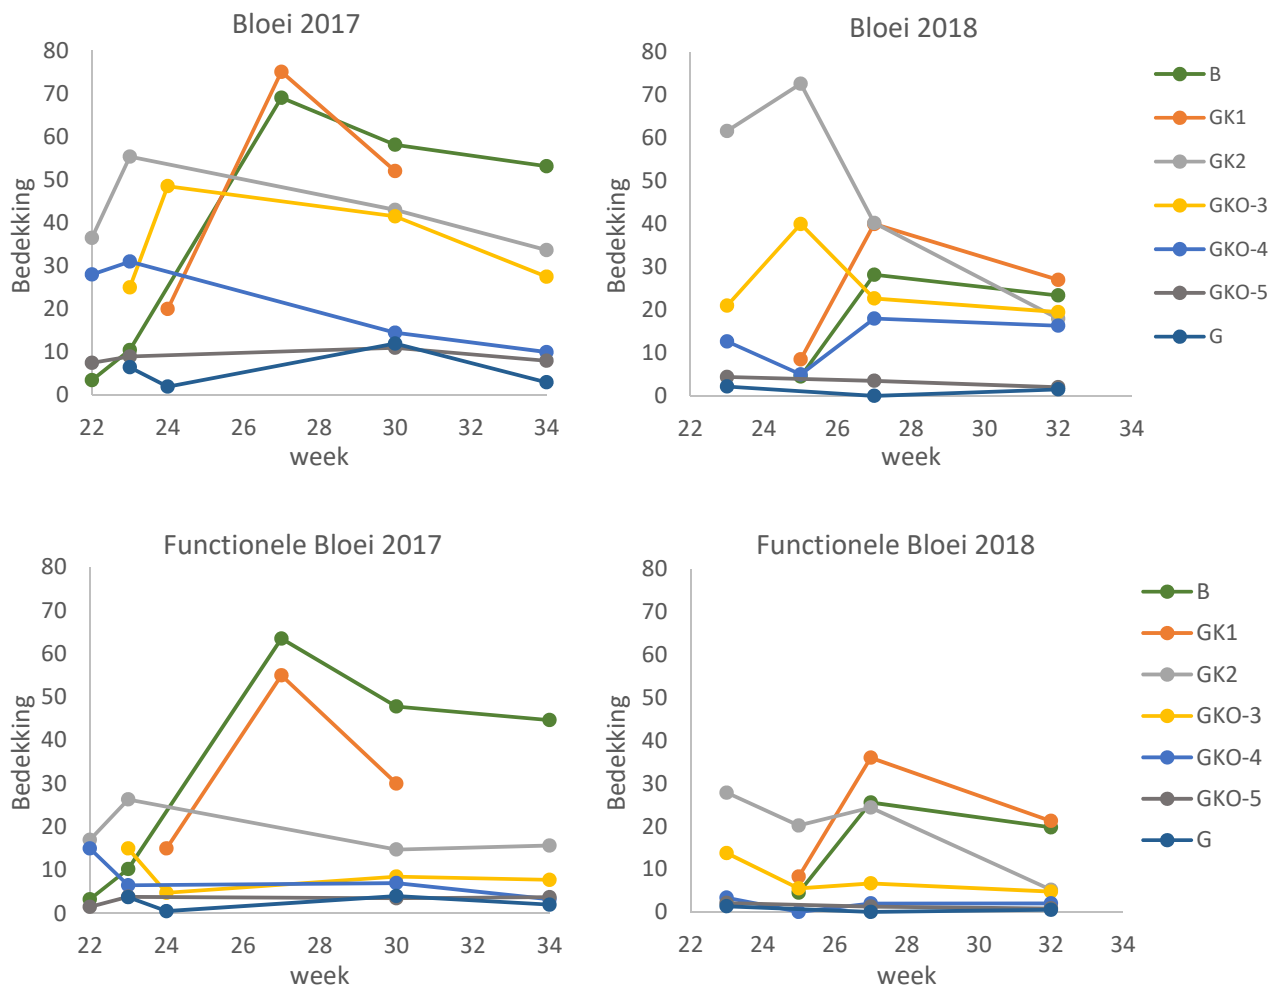 Bloei 2017
80
70
60
50
40
30
20
10
0
Bedekking
22 24 26 28 30 32 34
week
Bloei 2018
80
70
60
50
40
30
20
10
0
Bedekking
22 24 26 28 30 32 34
week
B
GK1
GK2
GKO-3
GKO-4
GKO-5
G
Functionele Bloei 2017
80
70
60
50
40
30
20
10
0
Bedekking
22 24 26 28 30 32 34
week
Functionele Bloei 2018
80
70
60
50
40
30
20
10
0
Bedekking
22 24 26 28 30 32 34
week
B
GK1
GK2
GKO-3
GKO-4
GKO-5
G